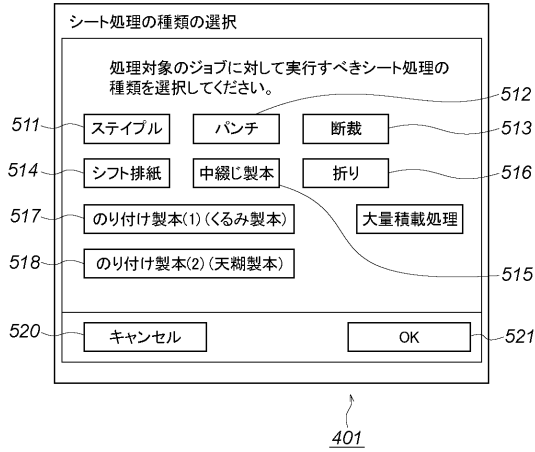 シート処理の種類の選択
処理対象のジョブに対して実行すべきシート処理の
種類を選択してください。
512
511 ステイプル パンチ 断裁 513
514 シフト排紙 中綴じ製本 折り 516
517 のり付け製本(1)(くるみ製本) 大量積載処理
518 のり付け製本(2)(天糊製本) 515
520 キャンセル OK 521
401